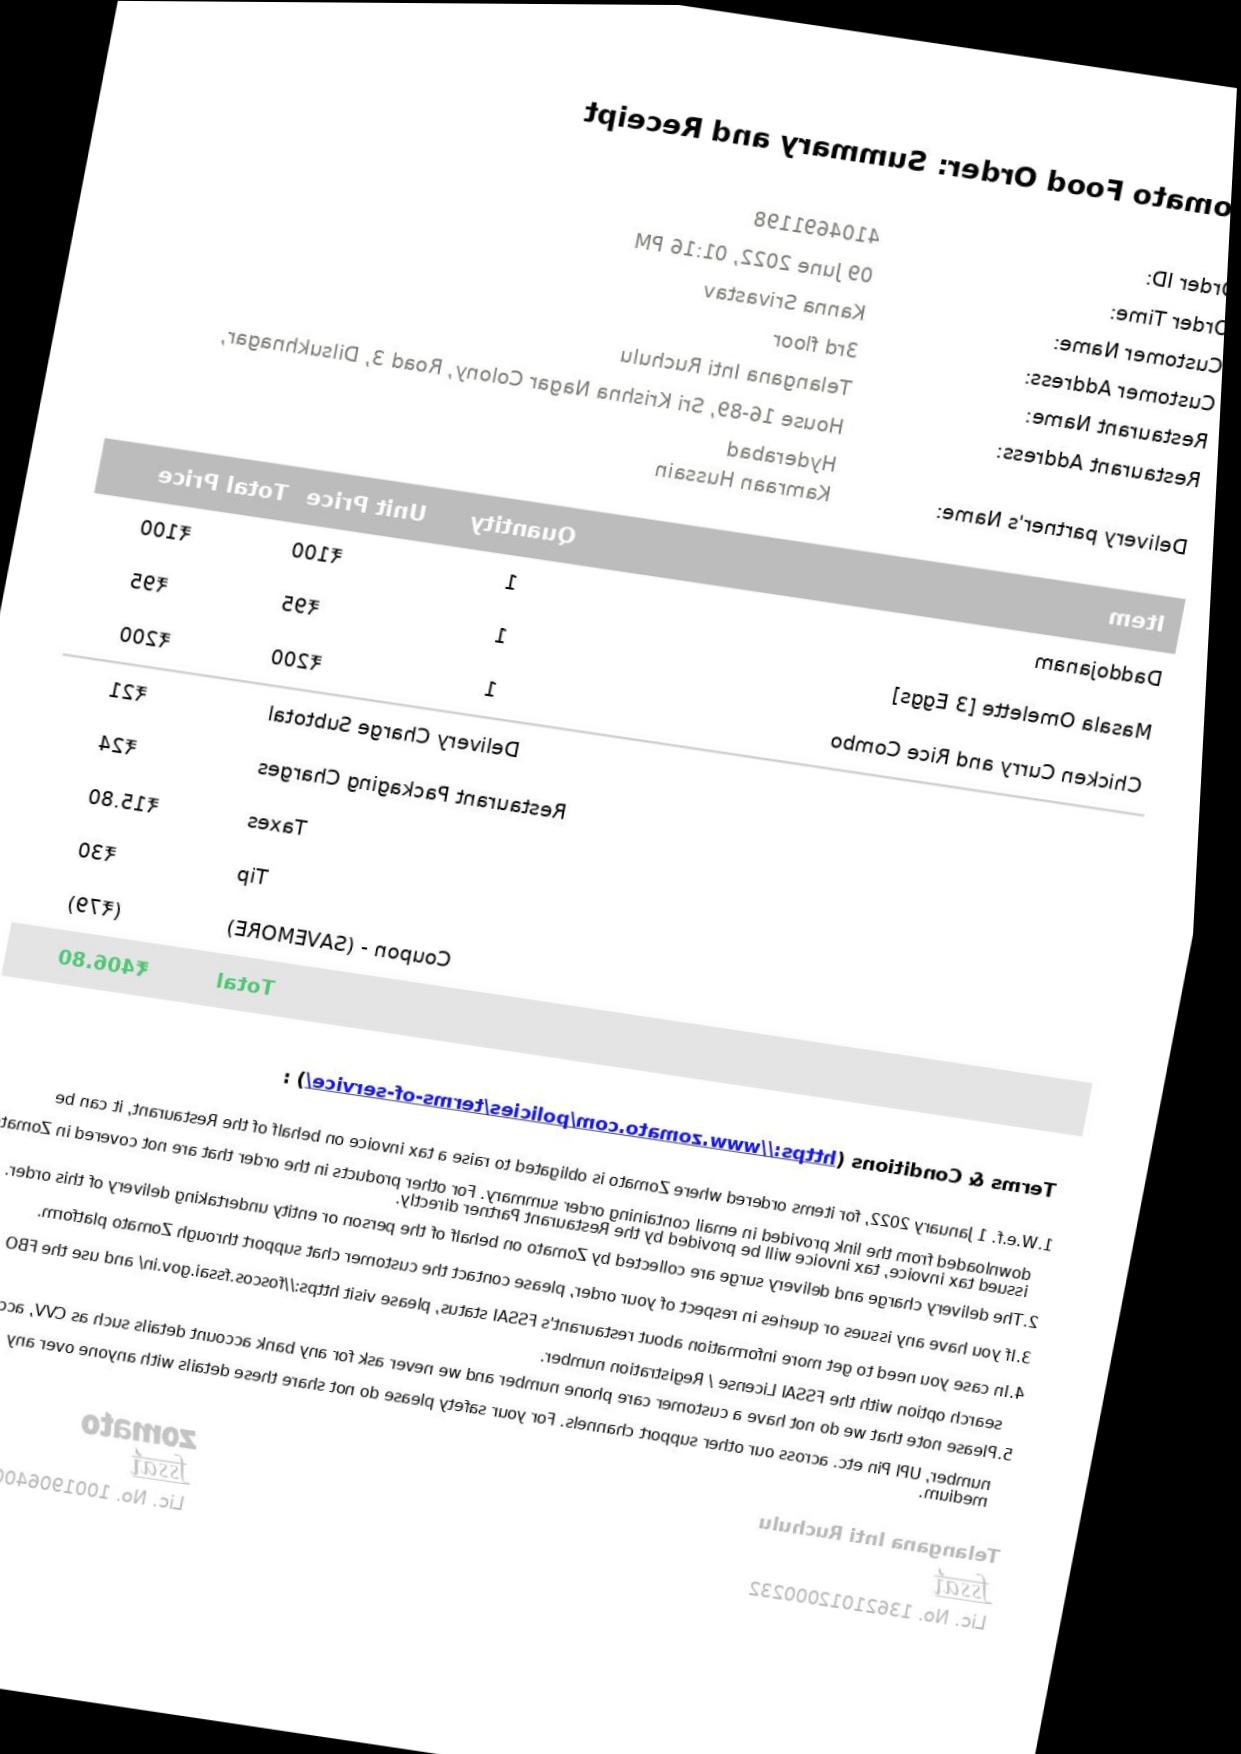 omato Food Order: Summary and Receipt
Order ID: 4104691198
Order Time: 09 June 2022, 01:16 PM
Customer Name: Kanna Srivastav
Customer Address: 3rd floor
Restaurant Name: Telangana Inti Ruchulu
Restaurant Address: House 16-89, Sri Krishna Nagar Colony, Road 3, Dilsukhnagar,
Hyderabad
Delivery partner's Name: Kamraan Hussain
Item Quantity Unit Price Total Price
Daddojanam 1 ₹100 ₹100
Masala Omelette [3 Eggs] 1 ₹95 ₹95
Chicken Curry and Rice Combo 1 ₹200 ₹200
Delivery Charge Subtotal ₹21
Restaurant Packaging Charges ₹24
Taxes ₹15.80
Tip ₹30
Coupon - (SAVEMORE) (₹79)
Total ₹406.80
Terms & Conditions (https://www.zomato.com/policies/terms-of-service/) :
1.W.e.f. 1 January 2022, for items ordered where Zomato is obligated to raise a tax invoice on behalf of the Restaurant, it can be
downloaded from the link provided in email containing order summary. For other products in the order that are not covered in Zomat
issued tax invoice, tax invoice will be provided by the Restaurant Partner directly.
2.The delivery charge and delivery surge are collected by Zomato on behalf of the person or entity undertaking delivery of this order.
3.If you have any issues or queries in respect of your order, please contact the customer chat support through Zomato platform.
4.In case you need to get more information about restaurant's FSSAI status, please visit https://foscos.fssai.gov.in/ and use the FBO
search option with the FSSAI License / Registration number.
5.Please note that we do not have a customer care phone number and we never ask for any bank account details such as CVV, acc
number, UPI Pin etc. across our other support channels. For your safety please do not share these details with anyone over any
medium.
Telangana Inti Ruchulu
fssai
Lic. No. 13621012000232
zomato
fssai
Lic. No. 100190640